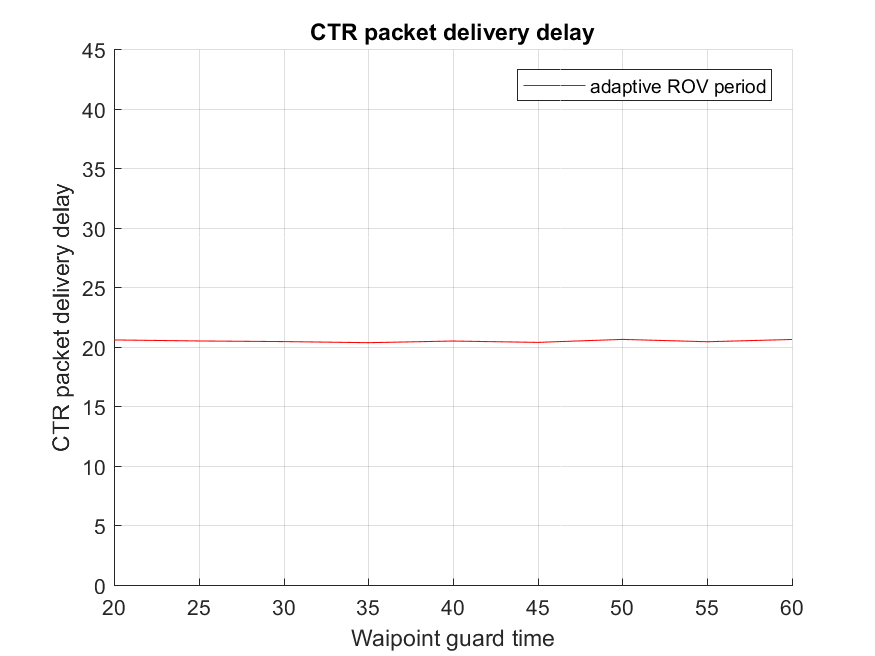 CTR packet delivery delay
adaptive ROV period
CTR packet delivery delay
45
40
35
30
25
20
15
10
5
0
20 25 30 35 40 45 50 55 60
Waipoint guard time